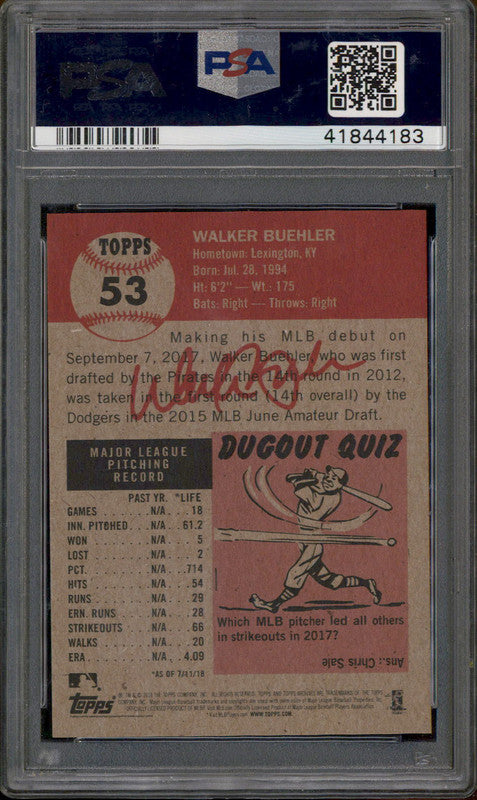 PSA
PSA
41844183
TOPPS
53
WALKER BUEHLER
Hometown: Lexington, KY
Born: Jul. 28, 1994
Ht: 6'2" — Wt.: 175
Bats: Right — Throws: Right
Making his MLB debut on
September 7, 2017, Walker Buehler, who was first
drafted by the Pirates in the 14th round in 2012,
was taken in the first round (14th overall) by the
Dodgers in the 2015 MLB June Amateur Draft.
MAJOR LEAGUE
PITCHING
RECORD
PAST YR. *LIFE
GAMES N/A 18
INN. PITCHED N/A 61.2
WON N/A 5
LOST N/A 2
PCT. N/A .714
HITS N/A 54
RUNS N/A 29
ERN. RUNS N/A 28
STRIKEOUTS N/A 66
WALKS N/A 20
ERA N/A 4.09
*AS OF 7/11/18
DUGOUT QUIZ
Which MLB pitcher led all others
in strikeouts in 2017?
Ans.: Chris Sale
Topps
WWW.TOPPS.COM